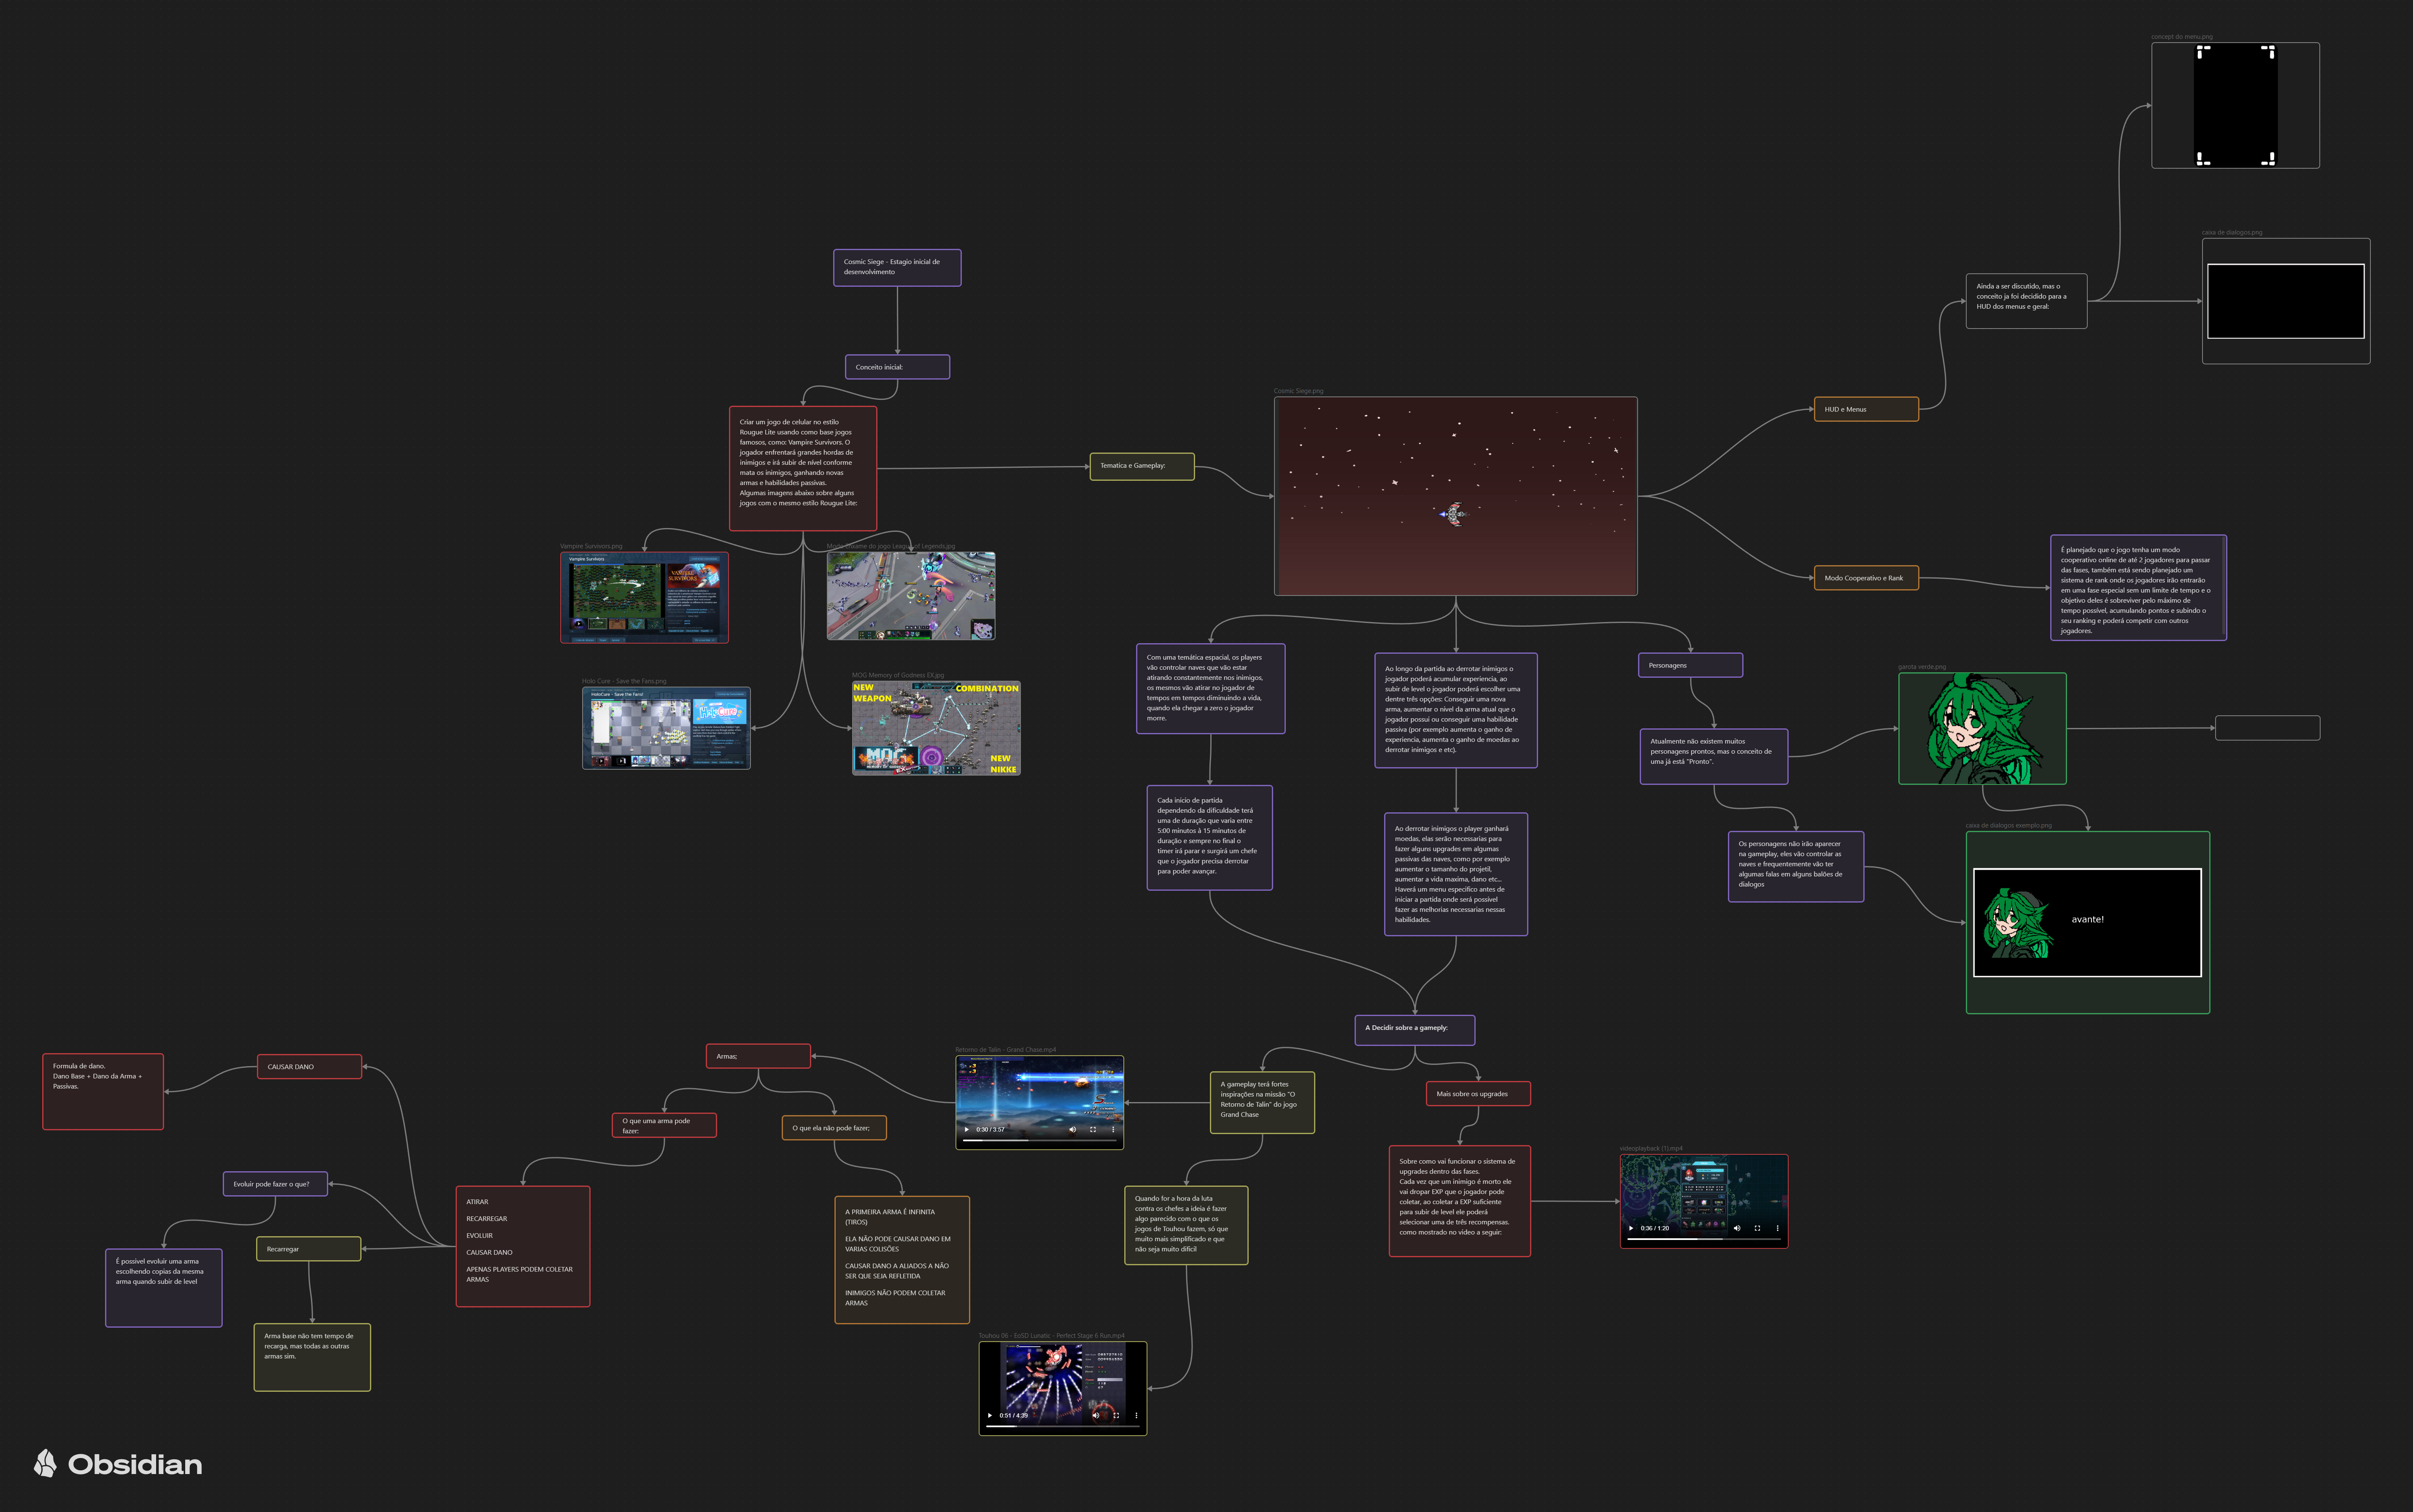 concept do menu.png
caixa de dialogos.png
Cosmic Siege - Estagio inicial de
desenvolvimento
Ainda a ser discutido, mas o
conceito ja foi decidido para a
HUD dos menus e geral:
Conceito inicial:
Cosmic Siege.png
HUD e Menus
Criar um jogo de celular no estilo
Rougue Lite usando como base jogos
famosos, como: Vampire Survivors. O
jogador enfrentará grandes hordas de
inimigos e irá subir de nível conforme
mata os inimigos, ganhando novas
armas e habilidades passivas.
Algumas imagens abaixo sobre alguns
jogos com o mesmo estilo Rougue Lite:
Tematica e Gameplay:
Vampire Survivors.png
Vampire Survivors
VAMPIRE
SURVIVORS
jogo League of Legends.jpg
Holo Cure - Save the Fans.png
HoloCure - Save the Fans!
MOG Memory of Godness EX.jpg
NEW
WEAPON
COMBINATION
MOG
NEW
NIKKE
Modo Cooperativo e Rank
É planejado que o jogo tenha um modo
cooperativo online de até 2 jogadores para passar
das fases, também está sendo planejado um
sistema de rank onde os jogadores irão entrarão
em uma fase especial sem um limite de tempo e o
objetivo deles é sobreviver pelo máximo de
tempo possível, acumulando pontos e subindo o
seu ranking e poderá competir com outros
jogadores.
Com uma temática espacial, os players
vão controlar naves que vão estar
atirando constantemente nos inimigos,
os mesmos vão atirar no jogador de
tempos em tempos diminuindo a vida,
quando ela chegar a zero o jogador
morre.
Ao longo da partida ao derrotar inimigos o
jogador poderá acumular experiencia, ao
subir de level o jogador poderá escolher uma
dentre três opções: Conseguir uma nova
arma, aumentar o nivel da arma atual que o
jogador possui ou conseguir uma habilidade
passiva (por exemplo aumenta o ganho de
experiencia, aumenta o ganho de moedas ao
derrotar inimigos e etc).
Personagens
garota verde.png
Atualmente não existem muitos
personagens prontos, mas o conceito de
uma já está "Pronto".
Cada inicio de partida
dependendo da dificuldade terá
uma de duração que varia entre
5:00 minutos à 15 minutos de
duração e sempre no final o
timer irá parar e surgirá um chefe
que o jogador precisa derrotar
para poder avançar.
Ao derrotar inimigos o player ganhará
moedas, elas serão necessarias para
fazer alguns upgrades em algumas
passivas das naves, como por exemplo
aumentar o tamanho do projetil,
aumentar a vida maxima, dano etc...
Haverá um menu especifico antes de
iniciar a partida onde será possivel
fazer as melhorias necessarias nessas
habilidades.
Os personagens não irão aparecer
na gameplay, eles vão controlar as
naves e frequentemente vão ter
algumas falas em alguns balões de
dialogos
caixa de dialogos exemplo.png
avante!
A Decidir sobre a gameply:
Retorno de Talin - Grand Chase.mp4
0:30 / 3:57
A gameplay terá fortes
inspirações na missão "O
Retorno de Talin" do jogo
Grand Chase
Mais sobre os upgrades
Armas;
Formula de dano.
Dano Base + Dano da Arma +
Passivas.
CAUSAR DANO
O que uma arma pode
fazer:
O que ela não pode fazer;
Sobre como vai funcionar o sistema de
upgrades dentro das fases.
Cada vez que um inimigo é morto ele
vai dropar EXP que o jogador pode
coletar, ao coletar a EXP suficiente
para subir de level ele poderá
selecionar uma de três recompensas.
como mostrado no video a seguir:
videoplayback (1).mp4
0:36 / 1:20
Evoluir pode fazer o que?
ATIRAR
RECARREGAR
EVOLUIR
CAUSAR DANO
APENAS PLAYERS PODEM COLETAR
ARMAS
A PRIMEIRA ARMA É INFINITA
(TIROS)
ELA NÃO PODE CAUSAR DANO EM
VARIAS COLISÕES
CAUSAR DANO A ALIADOS A NÃO
SER QUE SEJA REFLETIDA
INIMIGOS NÃO PODEM COLETAR
ARMAS
Quando for a hora da luta
contra os chefes a ideia é fazer
algo parecido com o que os
jogos de Touhou fazem, só que
muito mais simplificado e que
não seja muito dificil
Recarregar
É possivel evoluir uma arma
escolhendo copias da mesma
arma quando subir de level
Arma base não tem tempo de
recarga, mas todas as outras
armas sim.
Touhou 06 - EoSD Lunatic - Perfect Stage 6 Run.mp4
0:51 / 4:39
Obsidian